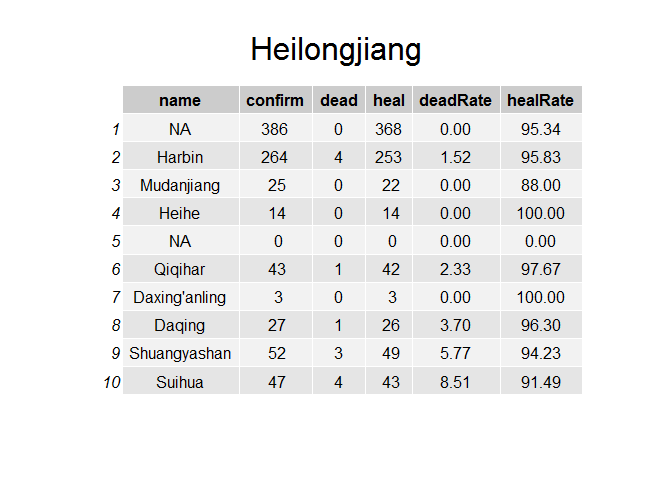 Heilongjiang
name confirm dead heal deadRate healRate
1 NA 386 0 368 0.00 95.34
2 Harbin 264 4 253 1.52 95.83
3 Mudanjiang 25 0 22 0.00 88.00
4 Heihe 14 0 14 0.00 100.00
5 NA 0 0 0 0.00 0.00
6 Qiqihar 43 1 42 2.33 97.67
7 Daxing'anling 3 0 3 0.00 100.00
8 Daqing 27 1 26 3.70 96.30
9 Shuangyashan 52 3 49 5.77 94.23
10 Suihua 47 4 43 8.51 91.49